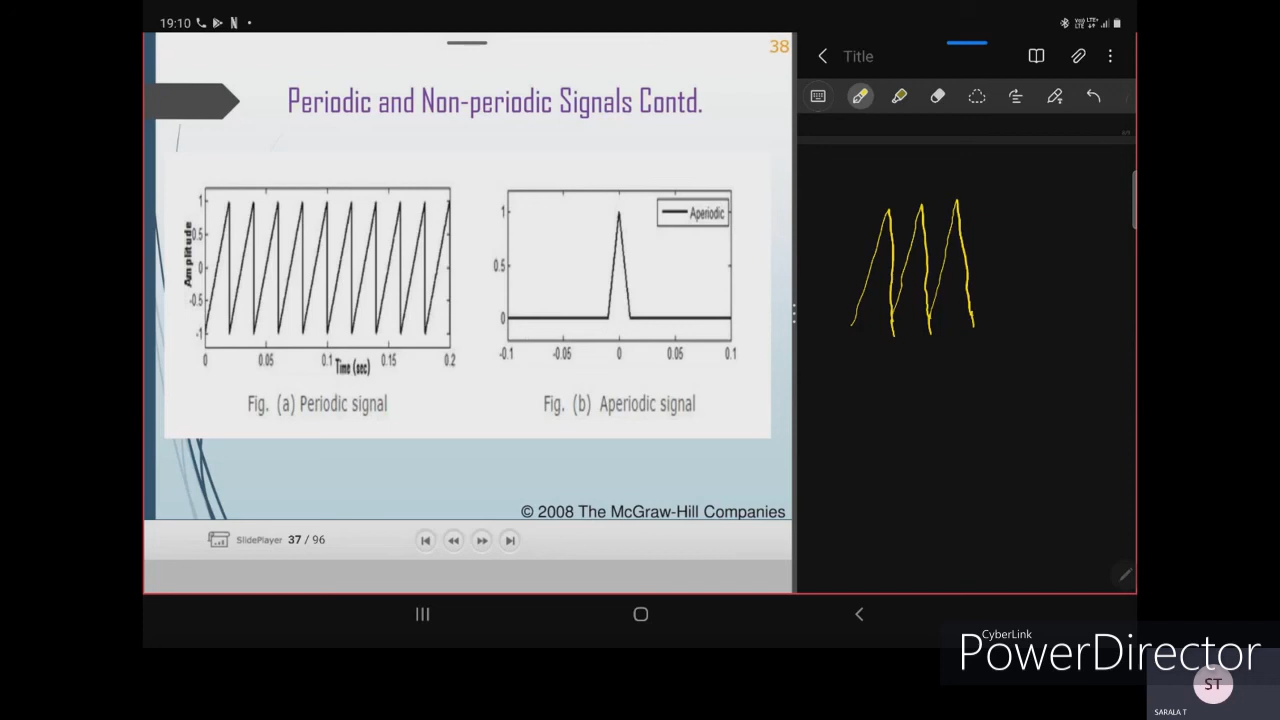 19:10
38
Title
Periodic and Non-periodic Signals Contd.
Amplitude
1
0.5
0
-0.5
-1
0 0.05 0.1 0.15 0.2
Time (sec)
Fig. (a) Periodic signal
Aperiodic
1
0.5
0
-0.1 -0.05 0 0.05 0.1
Fig. (b) Aperiodic signal
© 2008 The McGraw-Hill Companies
SlidePlayer 37 / 96
CyberLink
PowerDirector
ST
SARALA T